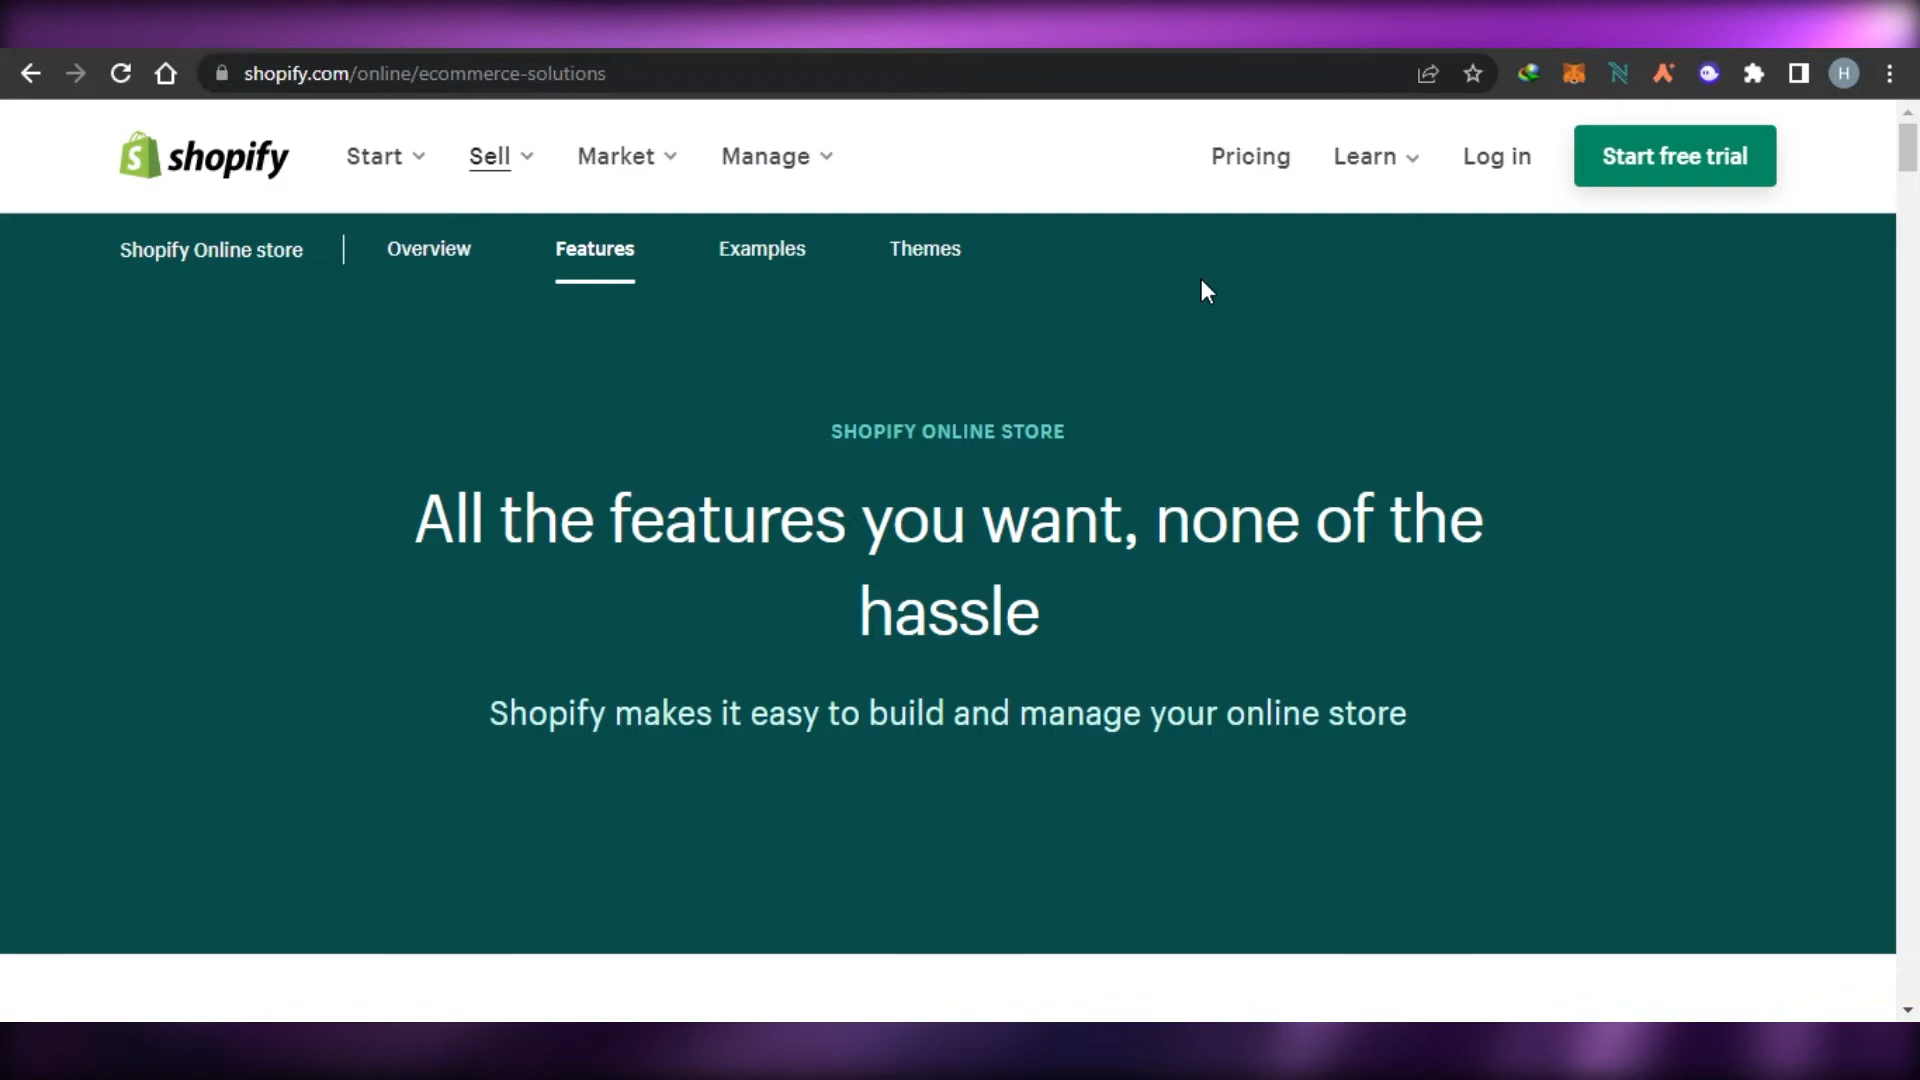 shopify.com/online/ecommerce-solutions
H
shopify
Start
Sell
Market
Manage
Pricing
Learn
Log in
Start free trial
Shopify Online store
Overview
Features
Examples
Themes
SHOPIFY ONLINE STORE
All the features you want, none of the
hassle
Shopify makes it easy to build and manage your online store